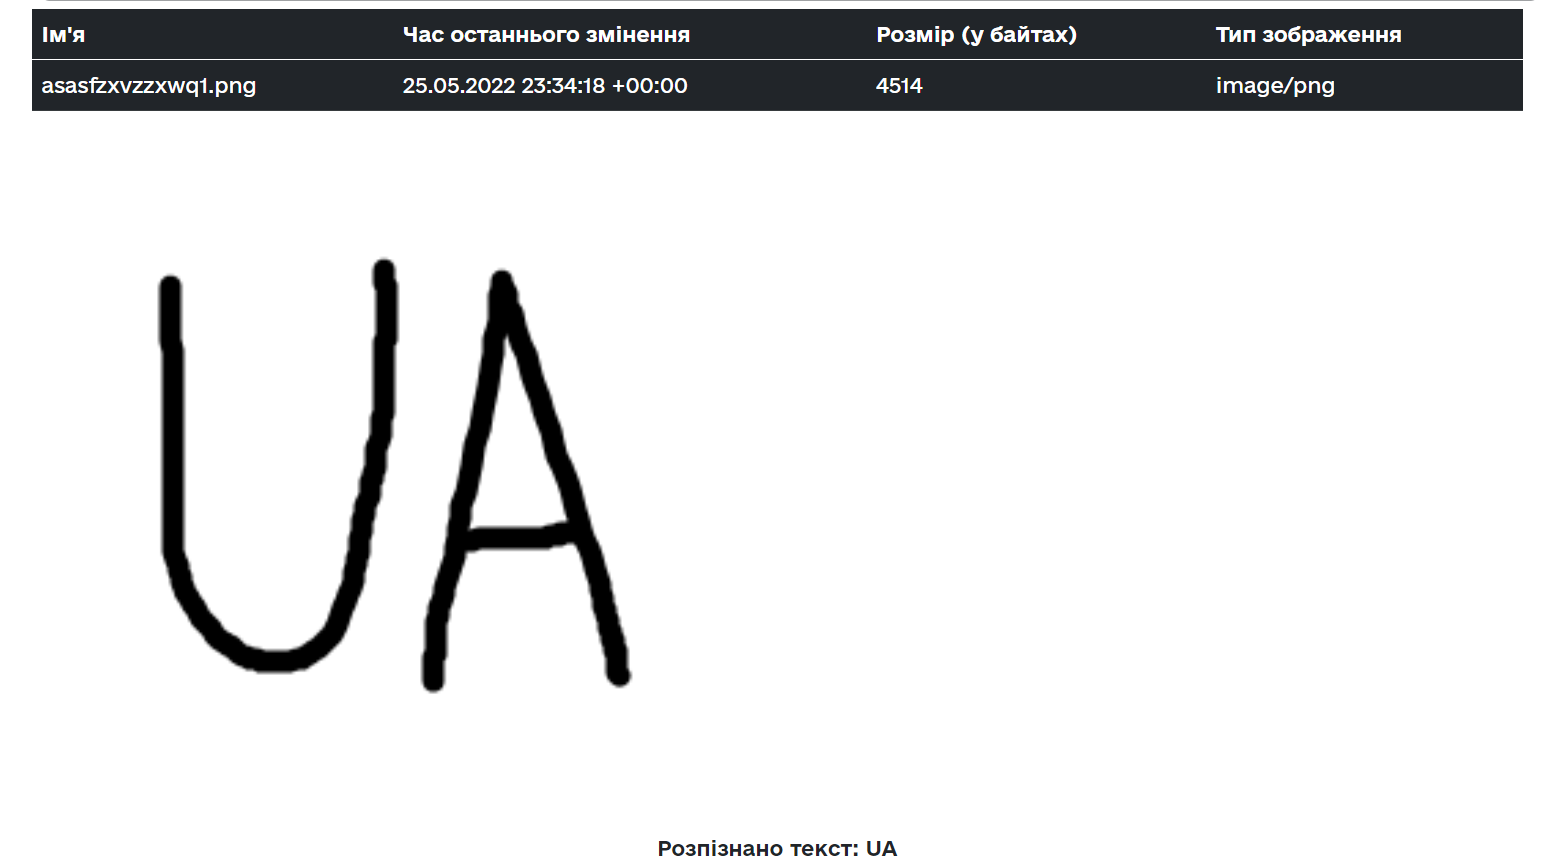 Ім'я Час останнього змінення Розмір (у байтах) Тип зображення
asasfzxvzzxwq1.png 25.05.2022 23:34:18 +00:00 4514 image/png
UA
Розпізнано текст: UA